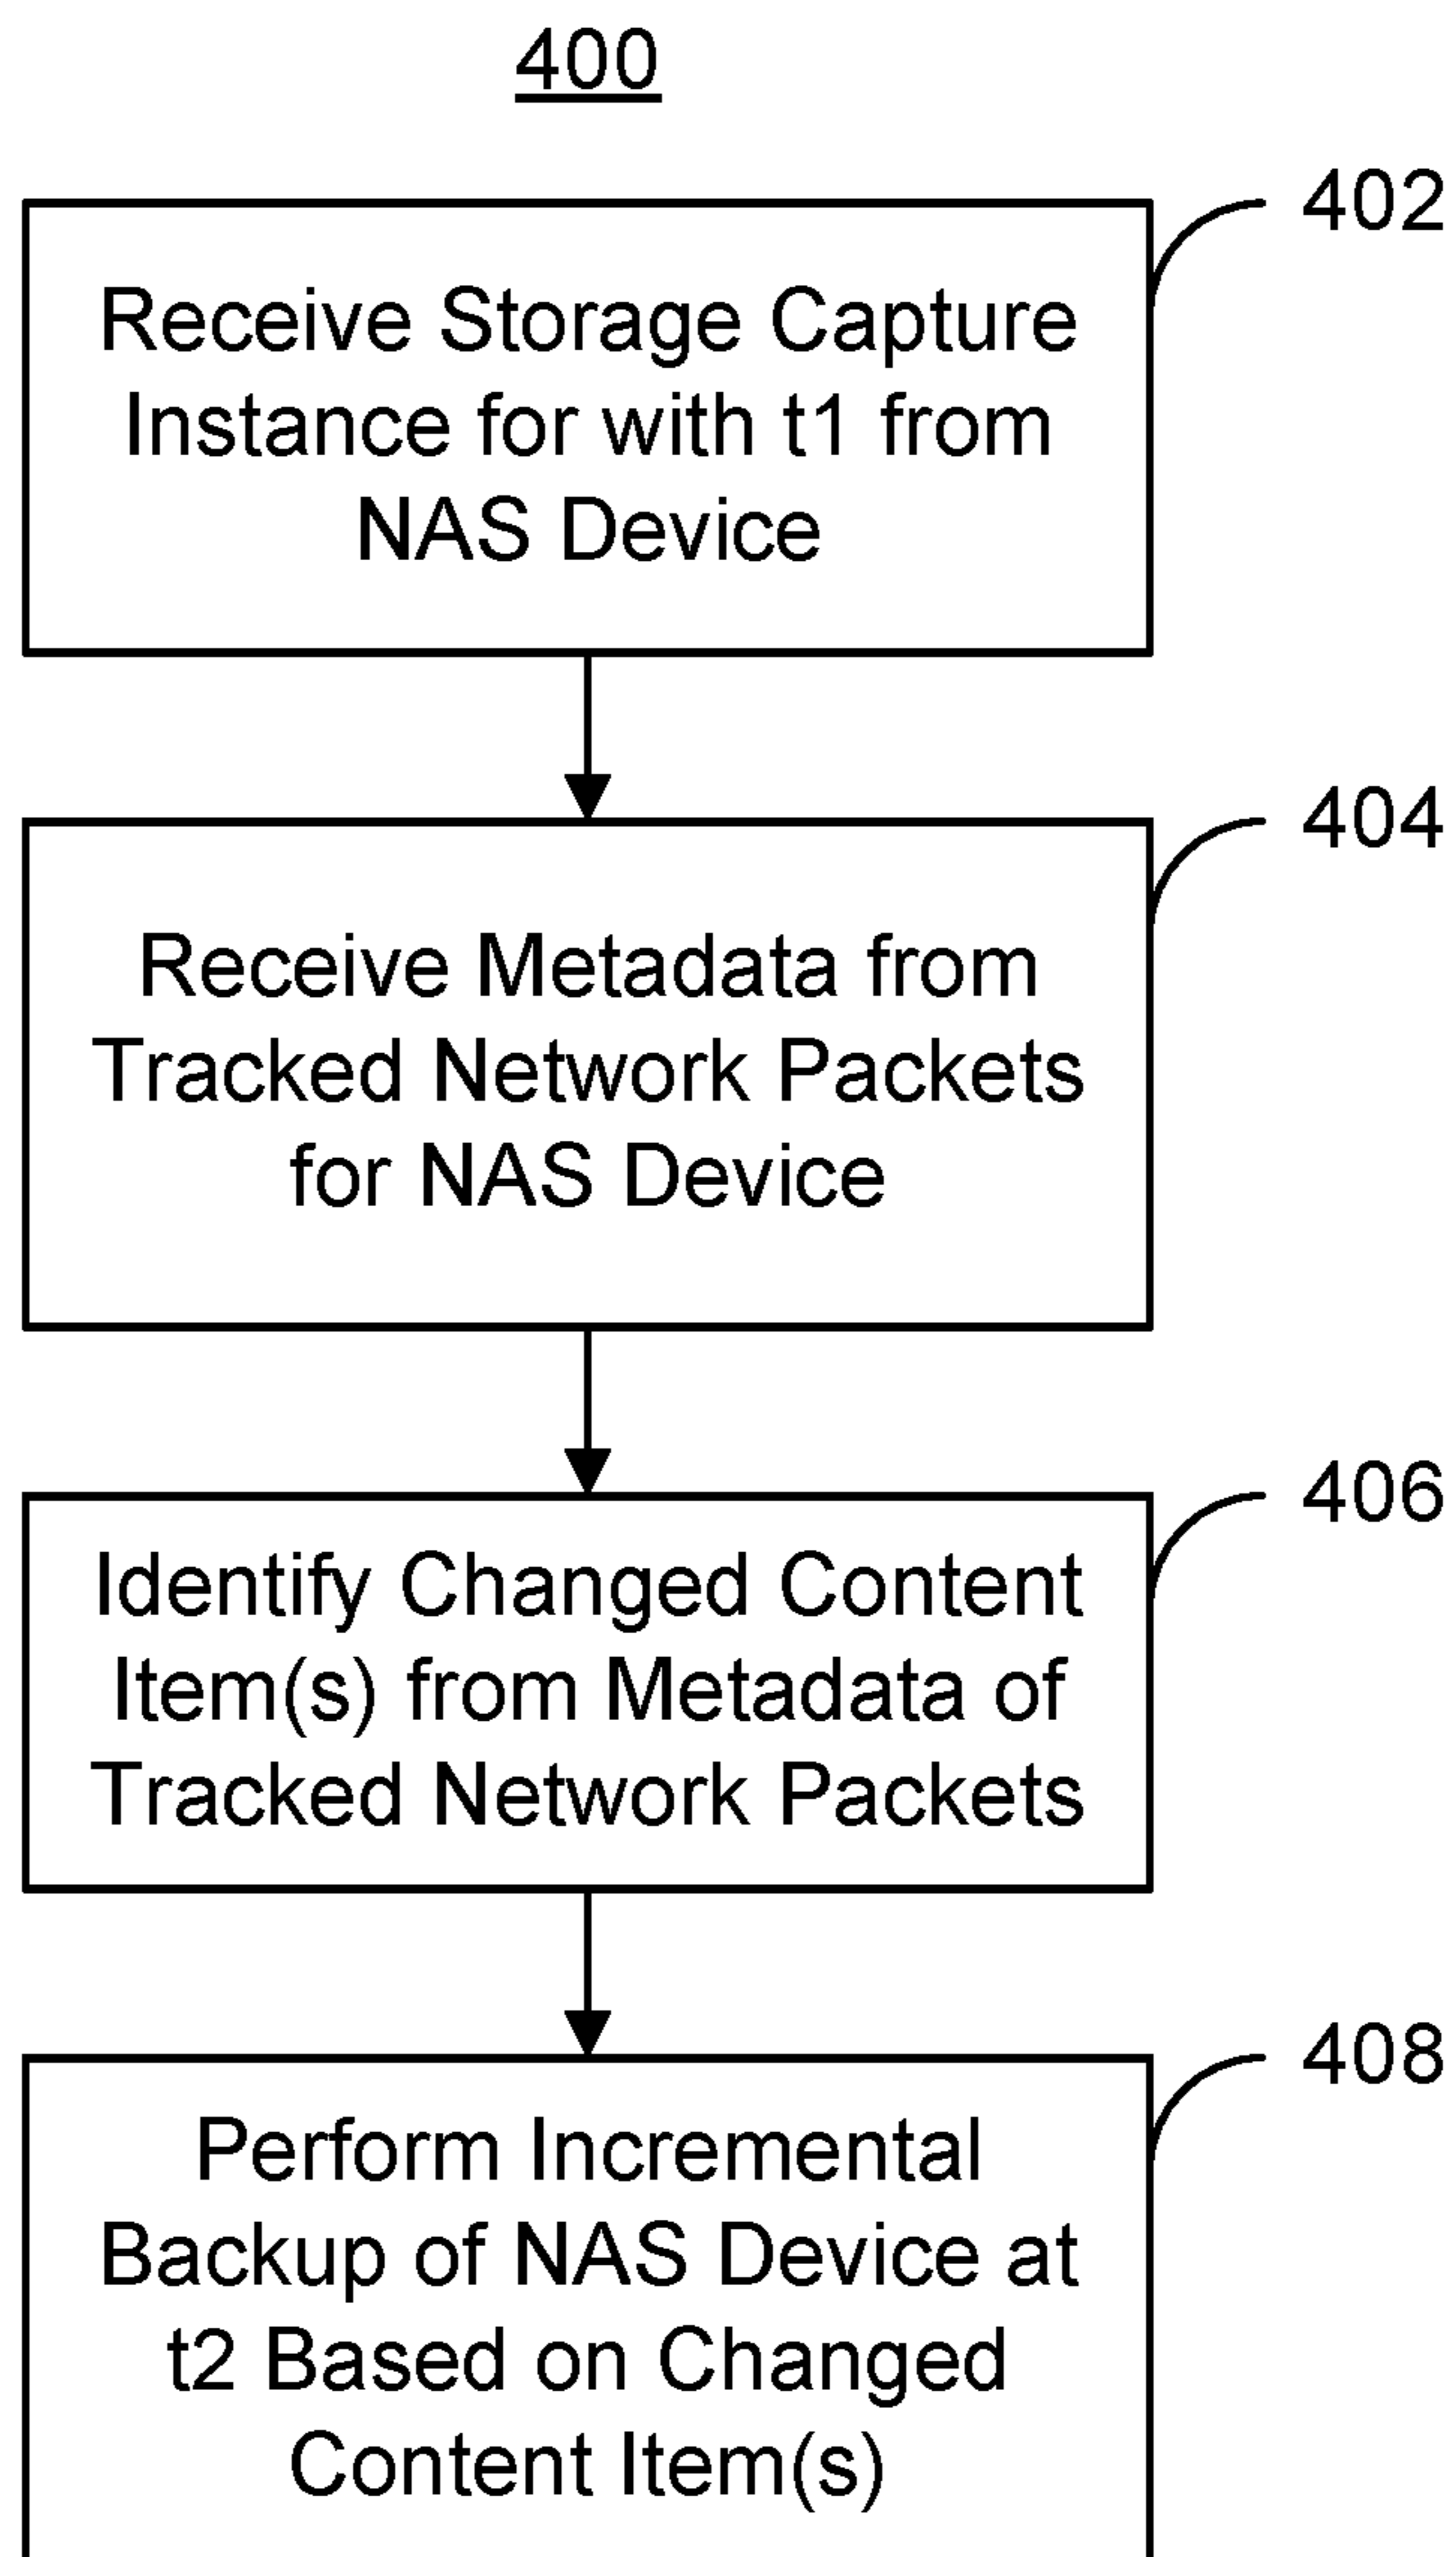 400
402
Receive Storage Capture
Instance for with t1 from
NAS Device
404
Receive Metadata from
Tracked Network Packets
for NAS Device
406
Identify Changed Content
Item(s) from Metadata of
Tracked Network Packets
408
Perform Incremental
Backup of NAS Device at
t2 Based on Changed
Content Item(s)